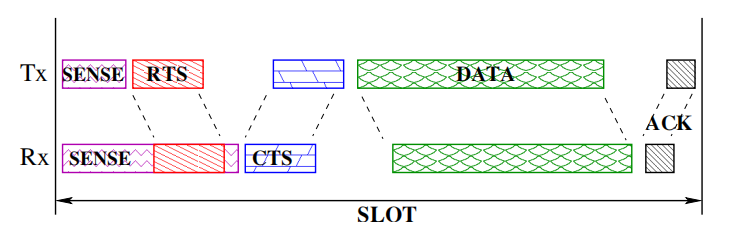 Tx SENSE RTS DATA
ACK
Rx SENSE CTS
SLOT